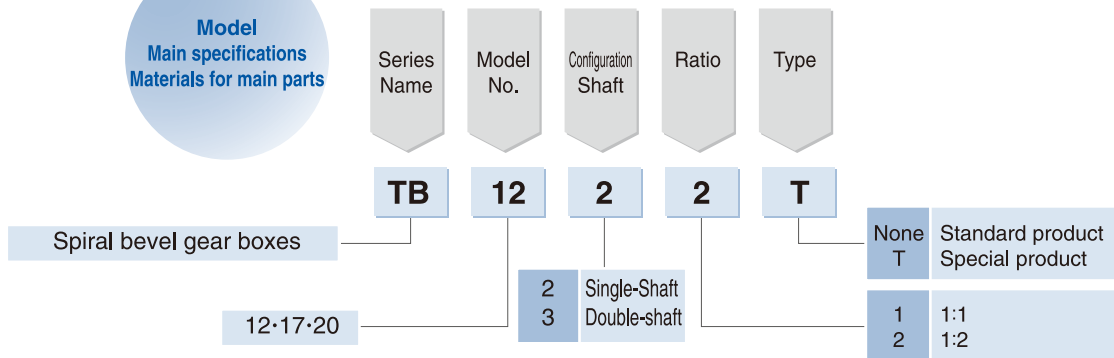 Model
Main specifications
Materials for main parts
Series
Name
Model
No.
Configuration
Shaft
Ratio
Type
TB
12
2
2
T
Spiral bevel gear boxes
12·17·20
2 Single-Shaft
3 Double-shaft
None Standard product
T Special product
1 1:1
2 1:2